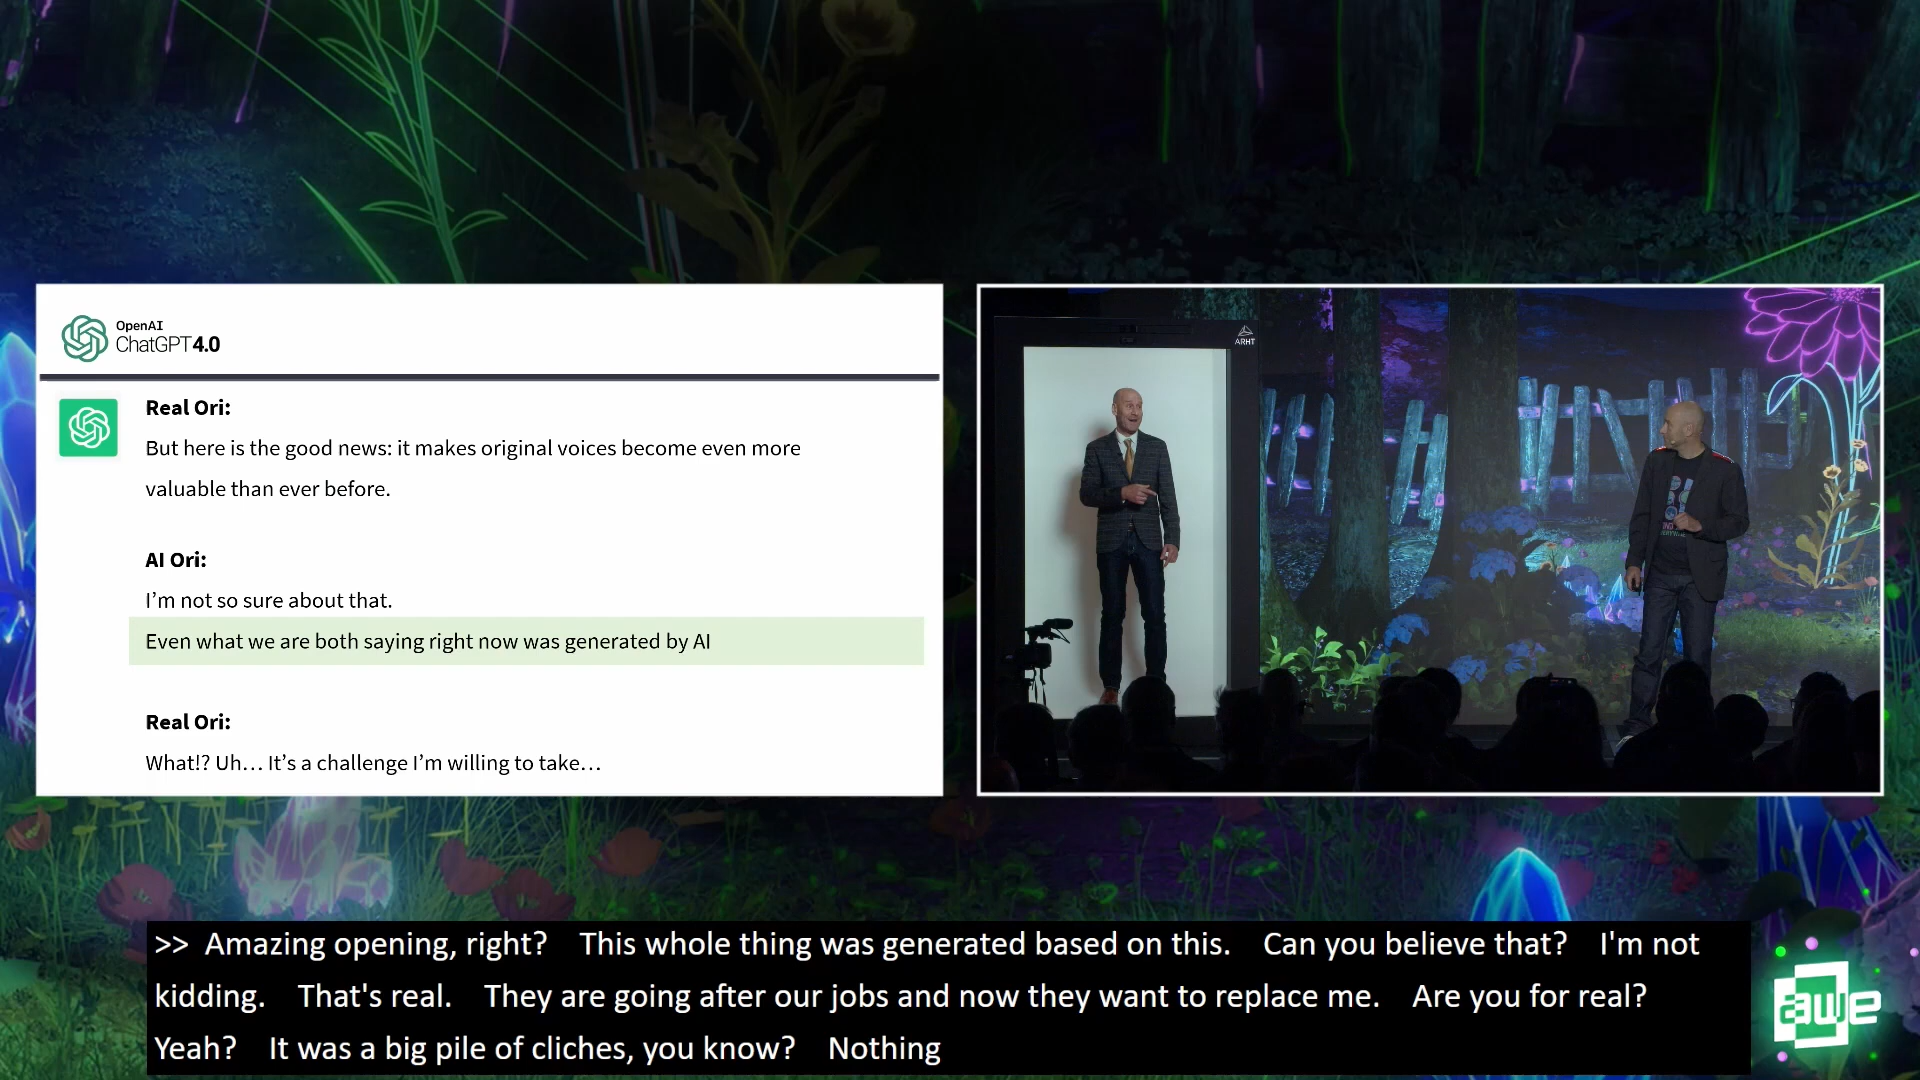 OpenAI
ChatGPT4.0
Real Ori:
But here is the good news: it makes original voices become even more
valuable than ever before.
AI Ori:
I’m not so sure about that.
Even what we are both saying right now was generated by AI
Real Ori:
What!? Uh… It’s a challenge I’m willing to take…
ARHT
>> Amazing opening, right? This whole thing was generated based on this. Can you believe that? I'm not
kidding. That's real. They are going after our jobs and now they want to replace me. Are you for real?
Yeah? It was a big pile of cliches, you know? Nothing
awe